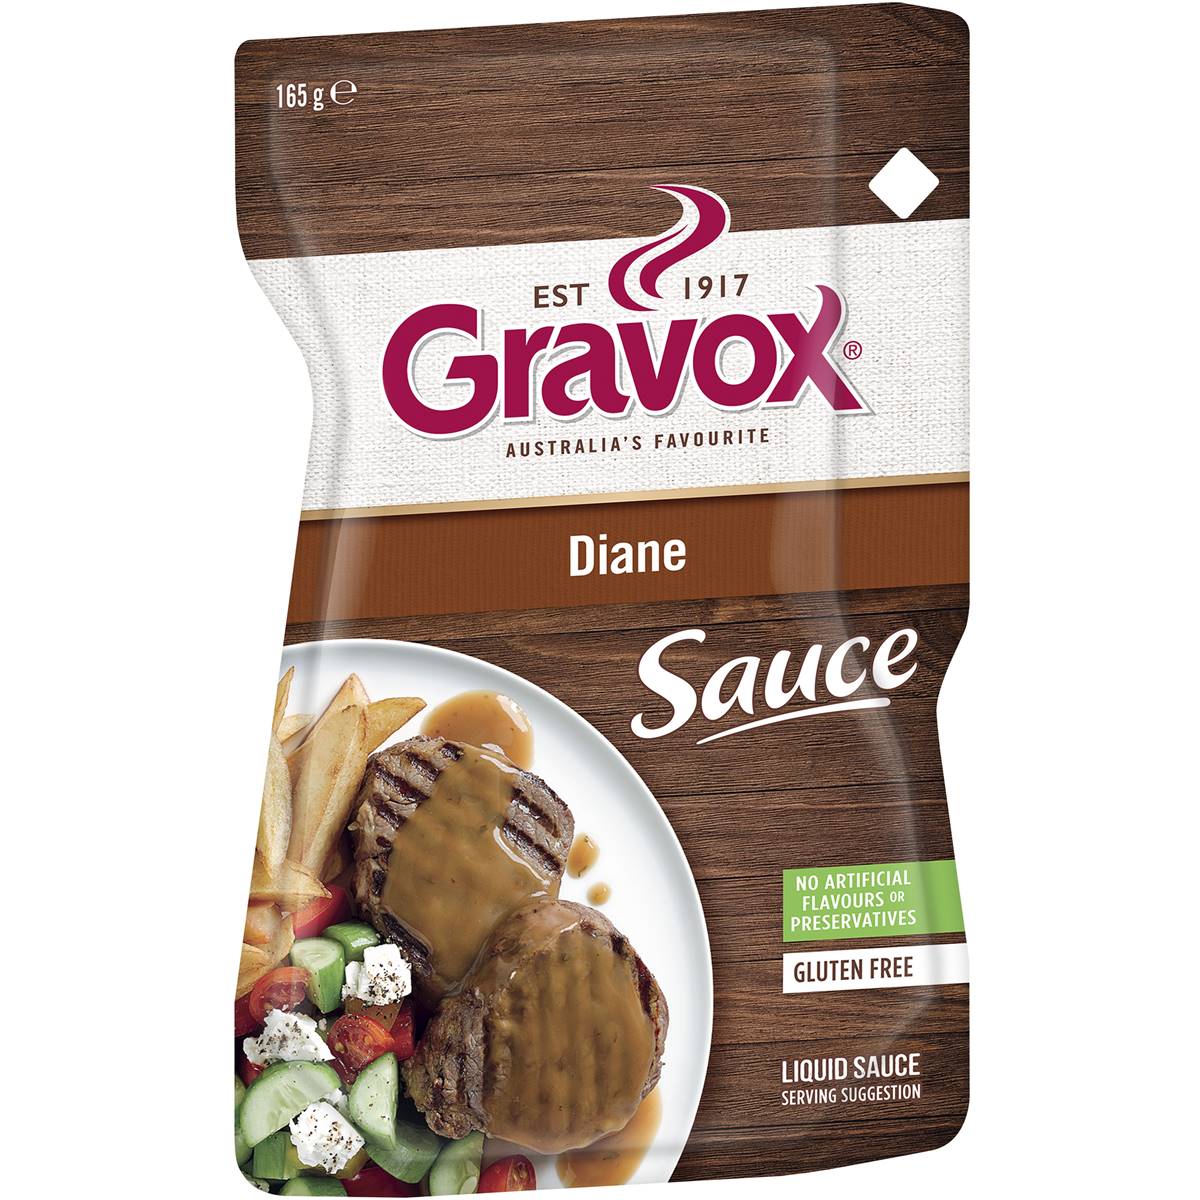 165 g ℮
EST 1917
Gravox®
AUSTRALIA'S FAVOURITE
Diane
Sauce
NO ARTIFICIAL
FLAVOURS OR
PRESERVATIVES
GLUTEN FREE
LIQUID SAUCE
SERVING SUGGESTION